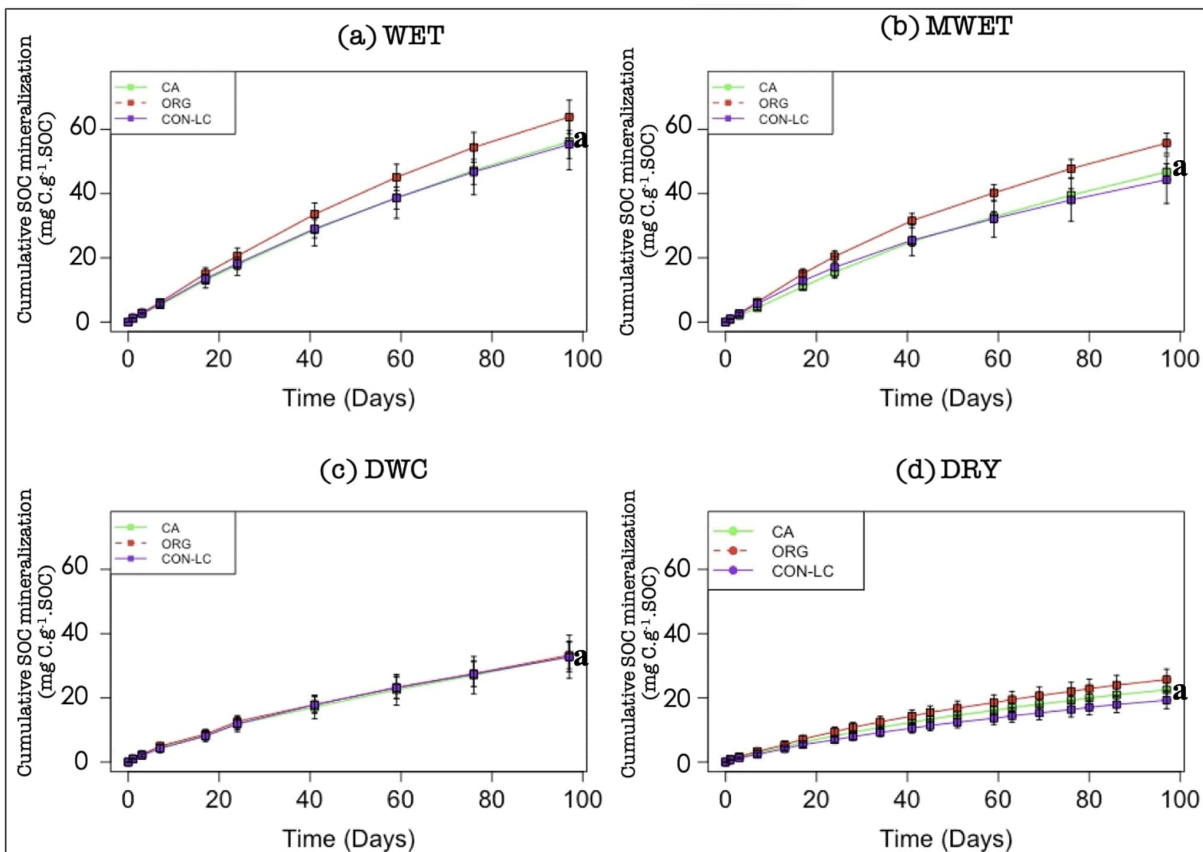 (a) WET
Cumulative SOC mineralization
(mg C.g⁻¹.SOC)
CA
ORG
CON-LC
60
40
20
0
a
0 20 40 60 80 100
Time (Days)
(b) MWET
Cumulative SOC mineralization
(mg C.g⁻¹.SOC)
CA
ORG
CON-LC
60
40
20
0
a
0 20 40 60 80 100
Time (Days)
(c) DWC
Cumulative SOC mineralization
(mg C.g⁻¹.SOC)
CA
ORG
CON-LC
60
40
20
0
a
0 20 40 60 80 100
Time (Days)
(d) DRY
Cumulative SOC mineralization
(mg C.g⁻¹.SOC)
CA
ORG
CON-LC
60
40
20
0
a
0 20 40 60 80 100
Time (Days)